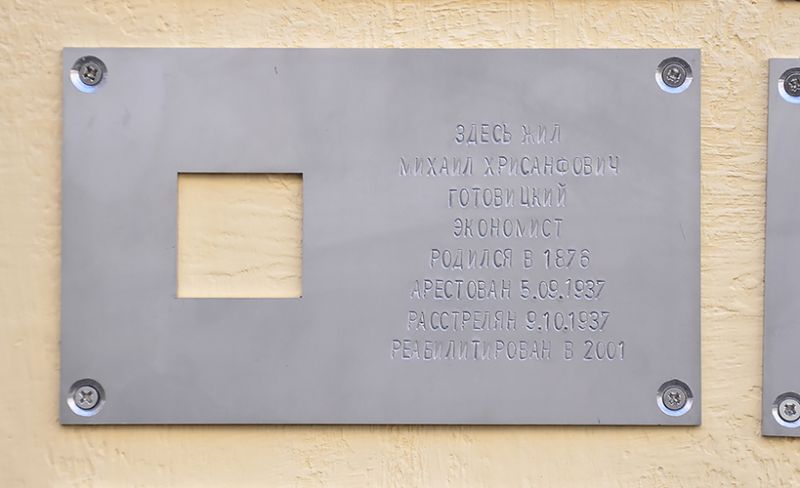 ЗДЕСЬ ЖИЛ
МИХАИЛ ХРИСАНФОВИЧ
ГОТОВИЦКИЙ
ЭКОНОМИСТ
РОДИЛСЯ В 1876
АРЕСТОВАН 5.09.1937
РАССТРЕЛЯН 9.10.1937
РЕАБИЛИТИРОВАН В 2001